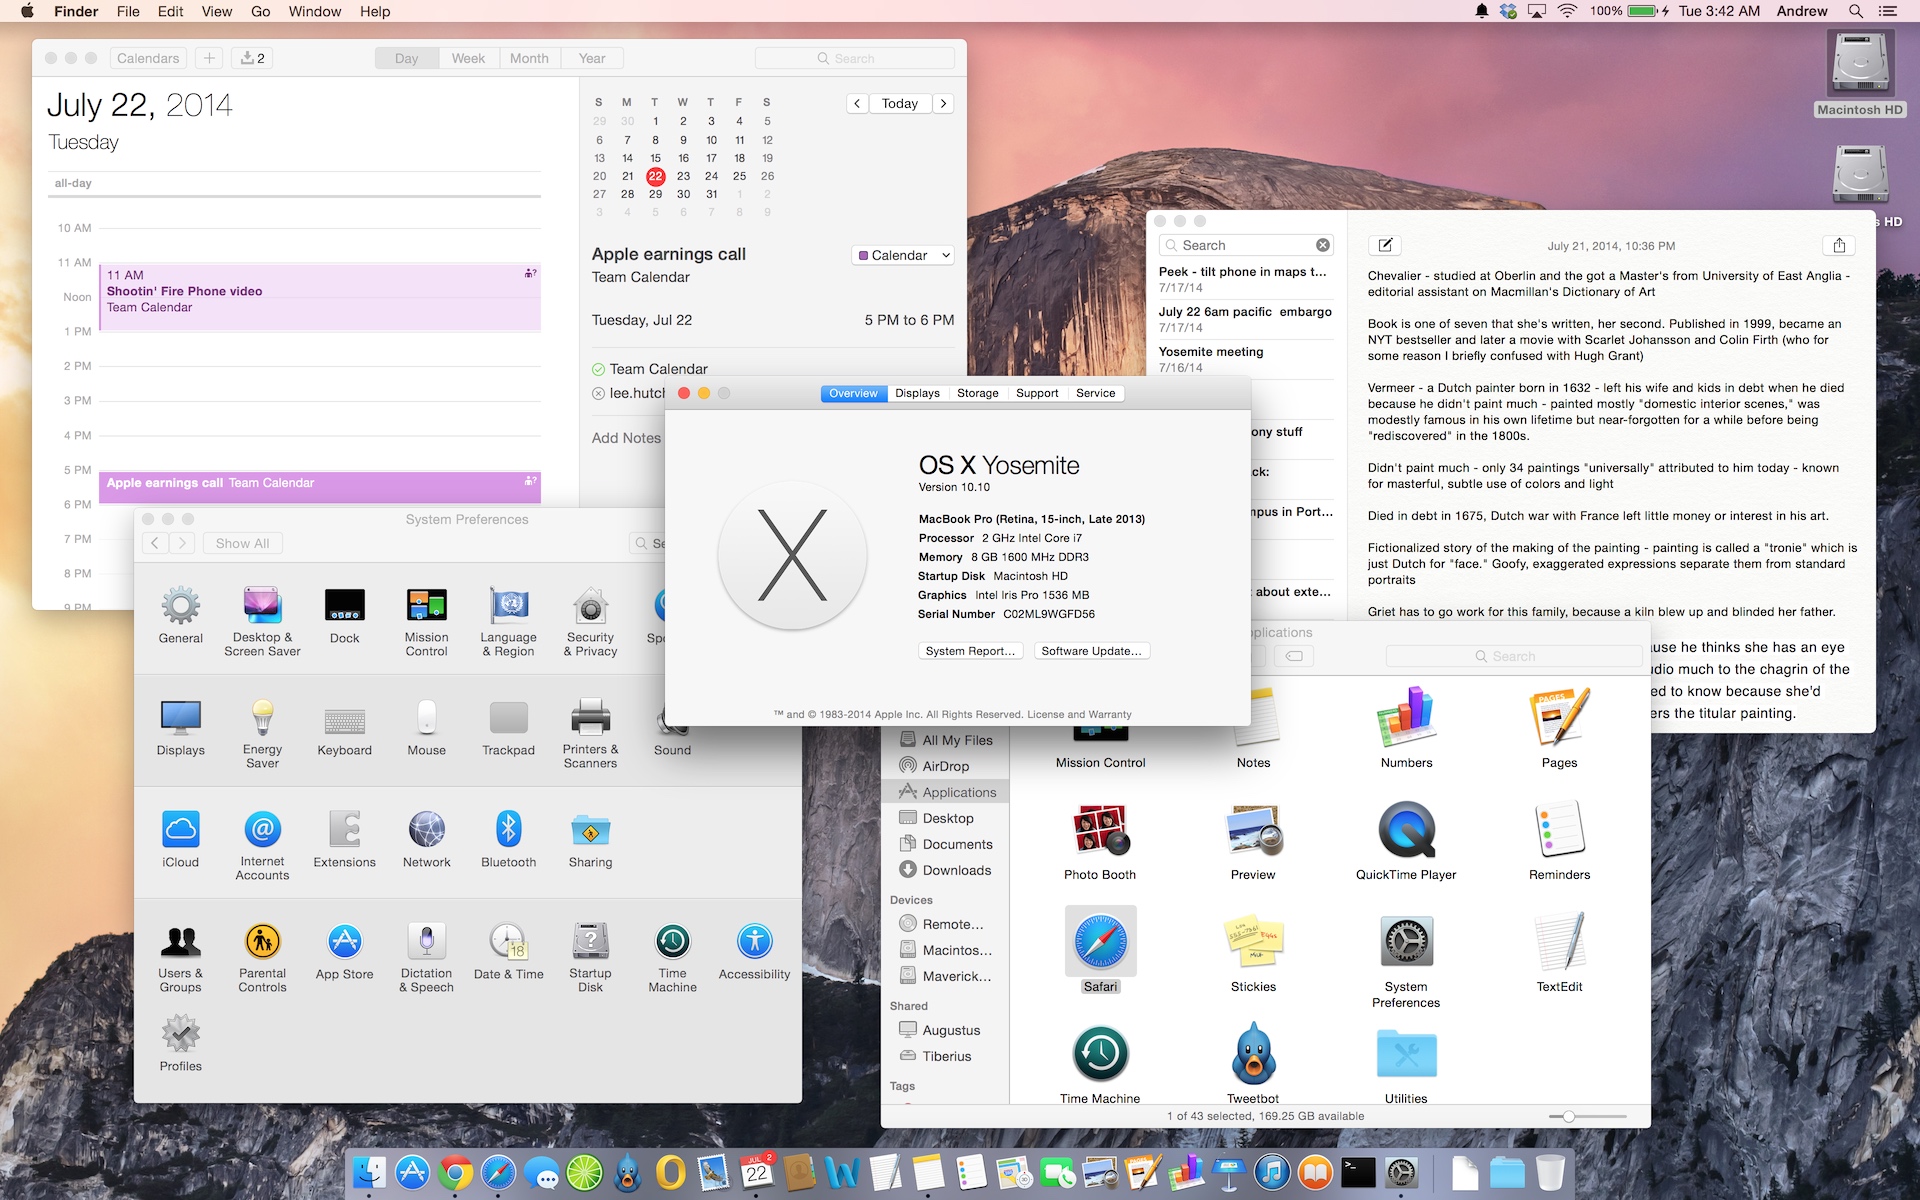 Finder File Edit View Go Window Help
100% Tue 3:42 AM Andrew
Macintosh HD
s HD
Calendars + 2 Day Week Month Year Search
July 22, 2014
Tuesday
all-day
10 AM
11 AM
Noon
1 PM
2 PM
3 PM
4 PM
5 PM
6 PM
7 PM
8 PM
9 PM
11 AM
Shootin' Fire Phone video
Team Calendar
Apple earnings call Team Calendar
S M T W T F S
29 30 1 2 3 4 5
6 7 8 9 10 11 12
13 14 15 16 17 18 19
20 21 22 23 24 25 26
27 28 29 30 31 1 2
3 4 5 6 7 8 9
Today
Apple earnings call
Calendar
Team Calendar
Tuesday, Jul 22 5 PM to 6 PM
Team Calendar
lee.hutch
Add Notes
Search
Peek - tilt phone in maps t...
7/17/14
July 22 6am pacific embargo
7/17/14
Yosemite meeting
7/16/14
ony stuff
ck:
npus in Port...
about exte...
July 21, 2014, 10:36 PM
Chevalier - studied at Oberlin and the got a Master's from University of East Anglia -
editorial assistant on Macmillan's Dictionary of Art
Book is one of seven that she's written, her second. Published in 1999, became an
NYT bestseller and later a movie with Scarlet Johansson and Colin Firth (who for
some reason I briefly confused with Hugh Grant)
Vermeer - a Dutch painter born in 1632 - left his wife and kids in debt when he died
because he didn't paint much - painted mostly "domestic interior scenes," was
modestly famous in his own lifetime but near-forgotten for a while before being
"rediscovered" in the 1800s.
Didn't paint much - only 34 paintings "universally" attributed to him today - known
for masterful, subtle use of colors and light
Died in debt in 1675, Dutch war with France left little money or interest in his art.
Fictionalized story of the making of the painting - painting is called a "tronie" which is
just Dutch for "face." Goofy, exaggerated expressions separate them from standard
portraits
Griet has to go work for this family, because a kiln blew up and blinded her father.
use he thinks she has an eye
dio much to the chagrin of the
ed to know because she'd
ers the titular painting.
Overview Displays Storage Support Service
OS X Yosemite
Version 10.10
MacBook Pro (Retina, 15-inch, Late 2013)
Processor 2 GHz Intel Core i7
Memory 8 GB 1600 MHz DDR3
Startup Disk Macintosh HD
Graphics Intel Iris Pro 1536 MB
Serial Number C02ML9WGFD56
System Report... Software Update...
™ and © 1983-2014 Apple Inc. All Rights Reserved. License and Warranty
System Preferences
Show All Se
General
Desktop &
Screen Saver
Dock
Mission
Control
Language
& Region
Security
& Privacy
Spo
Displays
Energy
Saver
Keyboard
Mouse
Trackpad
Printers &
Scanners
Sound
iCloud
Internet
Accounts
Extensions
Network
Bluetooth
Sharing
Users &
Groups
Parental
Controls
App Store
Dictation
& Speech
18
Date & Time
Startup
Disk
Time
Machine
Accessibility
Profiles
plications
Search
All My Files
AirDrop
Applications
Desktop
Documents
Downloads
Devices
Remote...
Macintos...
Maverick...
Shared
Augustus
Tiberius
Tags
Mission Control
Notes
Numbers
PAGES
Pages
Photo Booth
Preview
QuickTime Player
Reminders
Safari
Eggs
Milk
Stickies
System
Preferences
TextEdit
Time Machine
Tweetbot
Utilities
1 of 43 selected, 169.25 GB available
JUL
22
2